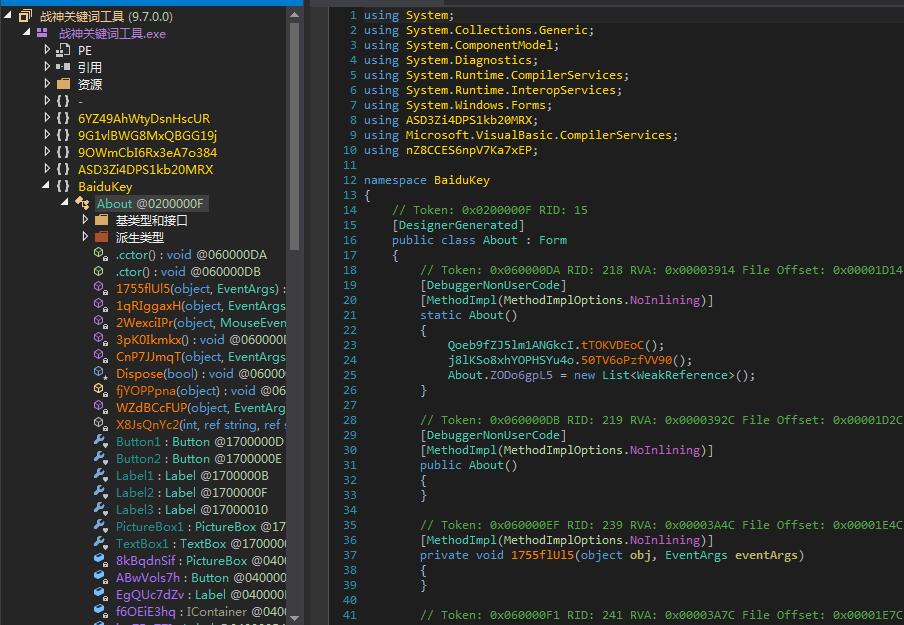 战神关键词工具 (9.7.0.0)
战神关键词工具.exe
PE
引用
资源
{ } -
{ } 6YZ49AhWtyDsnHscUR
{ } 9G1vlBWG8MxQBGG19j
{ } 9OWmCbI6Rx3eA7o384
{ } ASD3Zi4DPS1kb20MRX
{ } BaiduKey
About @0200000F
基类型和接口
派生类型
.cctor() : void @060000DA
.ctor() : void @060000DB
1755flUl5(object, EventArgs) :
1qRIggaxH(object, EventArgs
2WexciIPr(object, MouseEven
3pK0Ikmkx() : void @060000
CnP7JJmqT(object, EventArgs
Dispose(bool) : void @06000
fjYOPPpna(object) : void @06
WZdBCcFUP(object, EventArg
X8JsQnYc2(int, ref string, ref
Button1 : Button @1700000D
Button2 : Button @1700000E
Label1 : Label @1700000B
Label2 : Label @1700000F
Label3 : Label @17000010
PictureBox1 : PictureBox @17
TextBox1 : TextBox @170000
8kBqdnSif : PictureBox @040
ABwVols7h : Button @040000
EgQUc7dZv : Label @040000
f6OEiE3hq : IContainer @040
1 using System;
2 using System.Collections.Generic;
3 using System.ComponentModel;
4 using System.Diagnostics;
5 using System.Runtime.CompilerServices;
6 using System.Runtime.InteropServices;
7 using System.Windows.Forms;
8 using ASD3Zi4DPS1kb20MRX;
9 using Microsoft.VisualBasic.CompilerServices;
10 using nZ8CCES6npV7Ka7xEP;
11
12 namespace BaiduKey
13 {
14 // Token: 0x0200000F RID: 15
15 [DesignerGenerated]
16 public class About : Form
17 {
18 // Token: 0x060000DA RID: 218 RVA: 0x00003914 File Offset: 0x00001D14
19 [DebuggerNonUserCode]
20 [MethodImpl(MethodImplOptions.NoInlining)]
21 static About()
22 {
23 Qoeb9fZJ5lm1ANGkcI.tTOKVDEoC();
24 j8lKSo8xhYOPHSYu4o.50TV6oPzfVV90();
25 About.ZODo6gpL5 = new List<WeakReference>();
26 }
27
28 // Token: 0x060000DB RID: 219 RVA: 0x0000392C File Offset: 0x00001D2C
29 [DebuggerNonUserCode]
30 [MethodImpl(MethodImplOptions.NoInlining)]
31 public About()
32 {
33 }
34
35 // Token: 0x060000EF RID: 239 RVA: 0x00003A4C File Offset: 0x00001E4C
36 [MethodImpl(MethodImplOptions.NoInlining)]
37 private void 1755flUl5(object obj, EventArgs eventArgs)
38 {
39 }
40
41 // Token: 0x060000F1 RID: 241 RVA: 0x00003A7C File Offset: 0x00001E7C